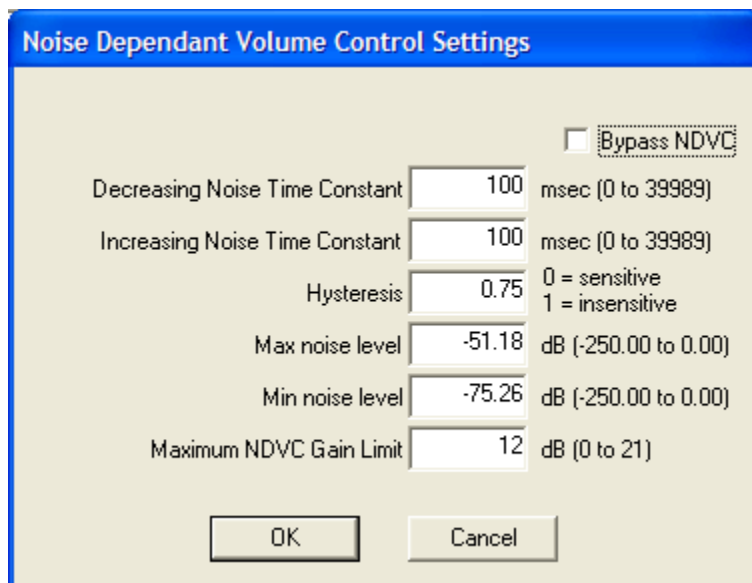 Noise Dependant Volume Control Settings
Bypass NDVC
Decreasing Noise Time Constant 100 msec (0 to 39989)
Increasing Noise Time Constant 100 msec (0 to 39989)
Hysteresis 0.75 0 = sensitive
1 = insensitive
Max noise level -51.18 dB (-250.00 to 0.00)
Min noise level -75.26 dB (-250.00 to 0.00)
Maximum NDVC Gain Limit 12 dB (0 to 21)
OK Cancel